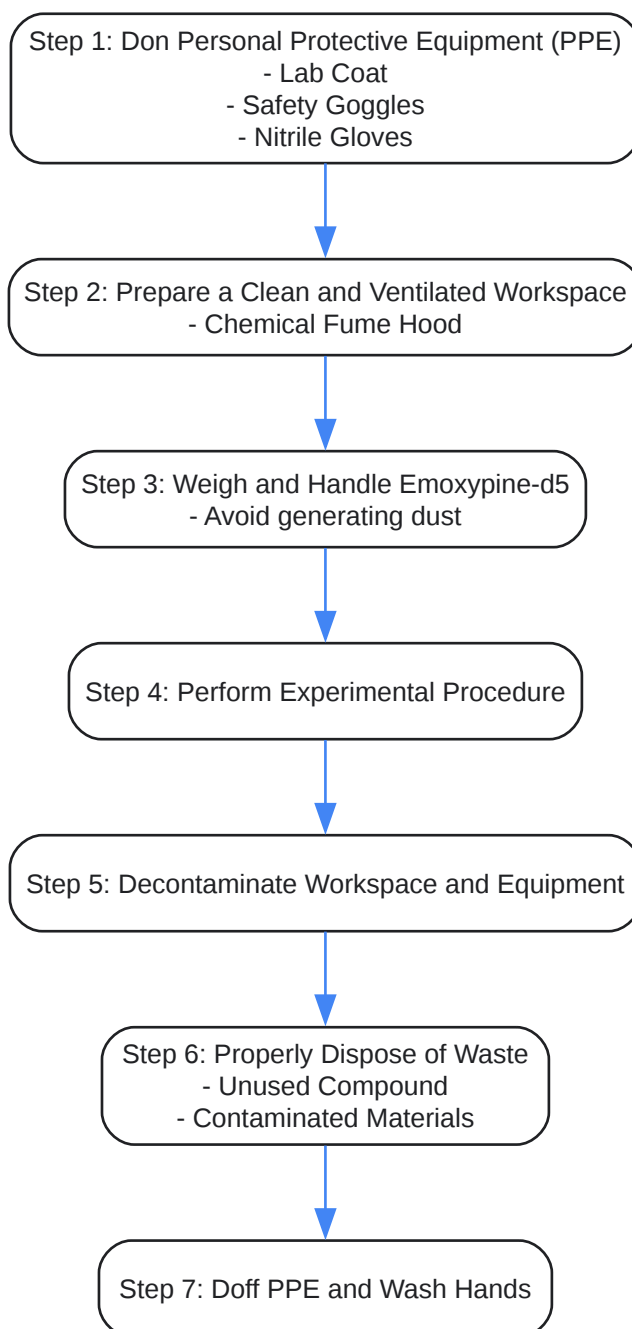 Step 1: Don Personal Protective Equipment (PPE)
- Lab Coat
- Safety Goggles
- Nitrile Gloves
Step 2: Prepare a Clean and Ventilated Workspace
- Chemical Fume Hood
Step 3: Weigh and Handle Emoxypine-d5
- Avoid generating dust
Step 4: Perform Experimental Procedure
Step 5: Decontaminate Workspace and Equipment
Step 6: Properly Dispose of Waste
- Unused Compound
- Contaminated Materials
Step 7: Doff PPE and Wash Hands